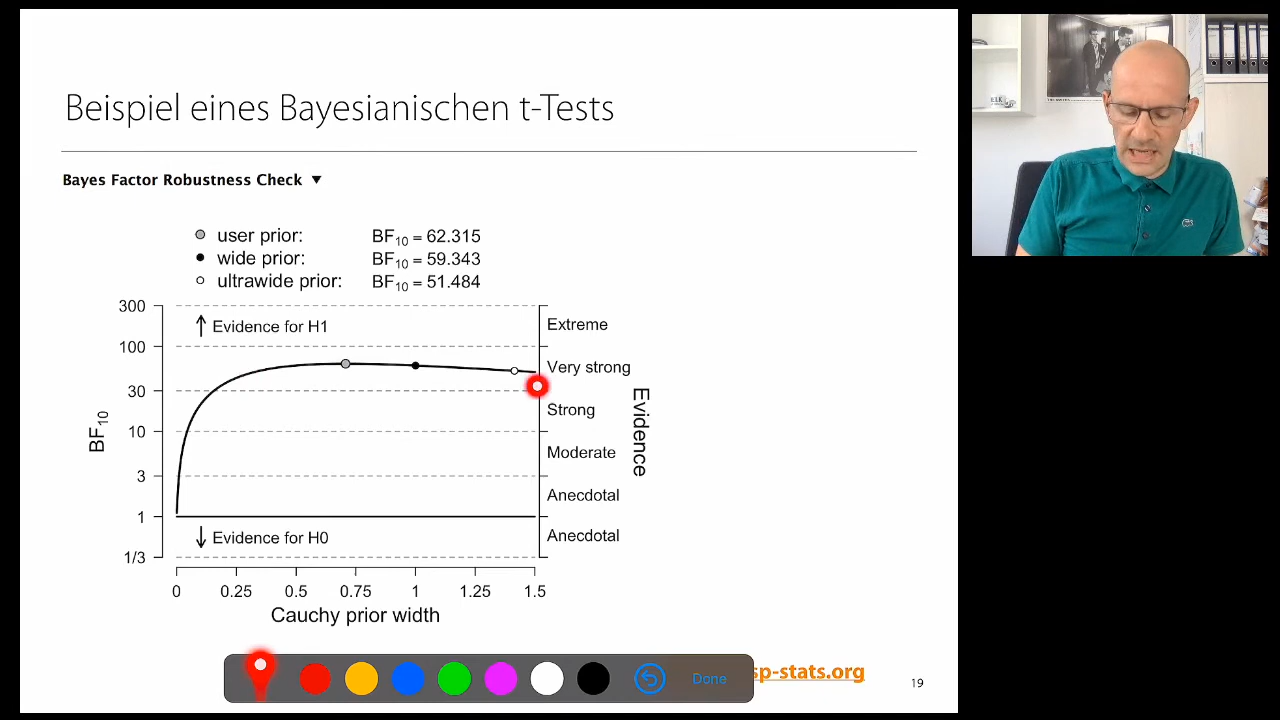 Beispiel eines Bayesianischen t-Tests
Bayes Factor Robustness Check ▼
user prior: BF10 = 62.315
wide prior: BF10 = 59.343
ultrawide prior: BF10 = 51.484
300
100
30
10
3
1
1/3
BF10
Evidence for H1
Evidence for H0
Extreme
Very strong
Strong
Moderate
Anecdotal
Anecdotal
Evidence
0 0.25 0.5 0.75 1 1.25 1.5
Cauchy prior width
Done
sp-stats.org
19